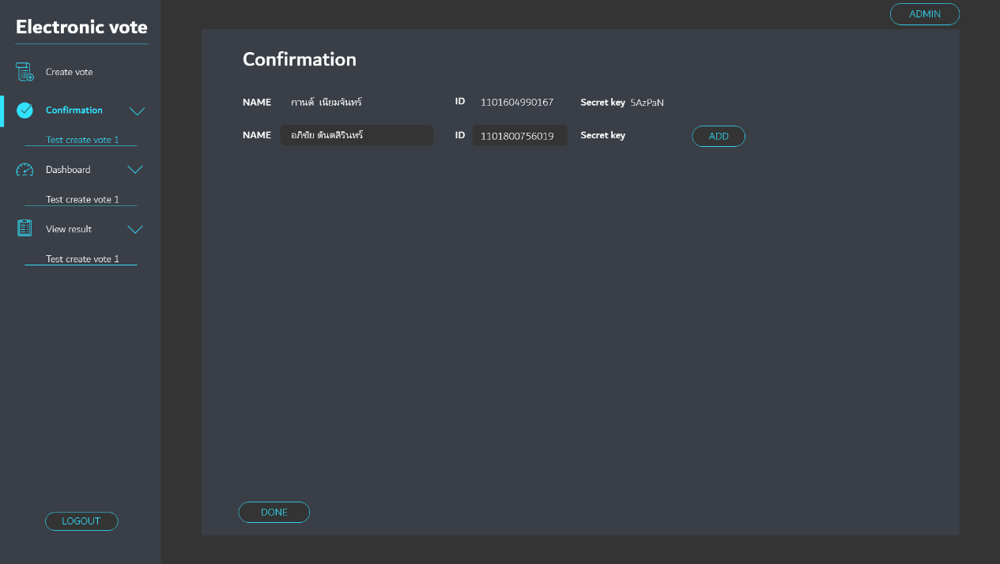 Electronic vote
ADMIN
Create vote
Confirmation
Test create vote 1
Dashboard
Test create vote 1
View result
Test create vote 1
LOGOUT
Confirmation
NAME กานต์ เนียมจันทร์ ID 1101604990167 Secret key 5AzPaN
NAME อภิชัย ตันตสิรินทร์ ID 1101800756019 Secret key ADD
DONE